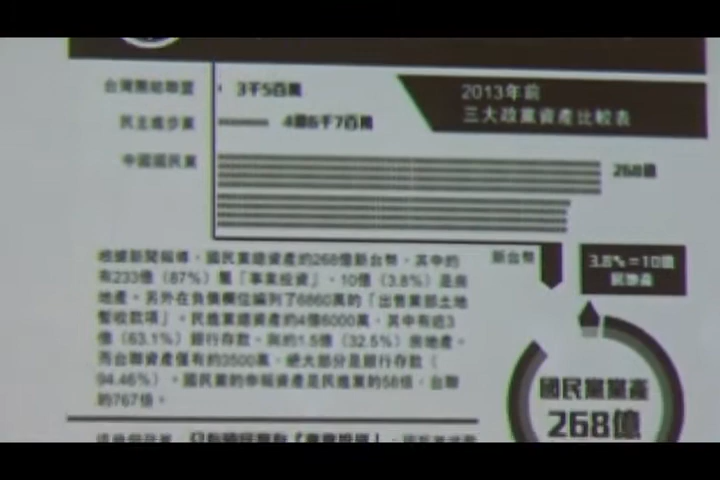 2013年前
三大政黨資產比較表
台灣團結聯盟 3千5百萬
民主進步黨 4億6千7百萬
中國國民黨 268億
新台幣
3.8%=10億
房地產
根據新聞報導，國民黨總資產約268億新台幣，其中約
有233億（87%）屬「事業投資」，10億（3.8%）是房
地產。另外在負債欄位編列了6860萬的「出售黨部土地
暫收款項」。民進黨總資產約4億6000萬，其中有近3
億（63.1%）銀行存款、與約1.5億（32.5%）房地產。
而台聯資產僅有約3500萬，絕大部分是銀行存款（
94.46%）。國民黨的申報資產是民進黨的58倍，台聯
的767倍。
國民黨黨產
268億